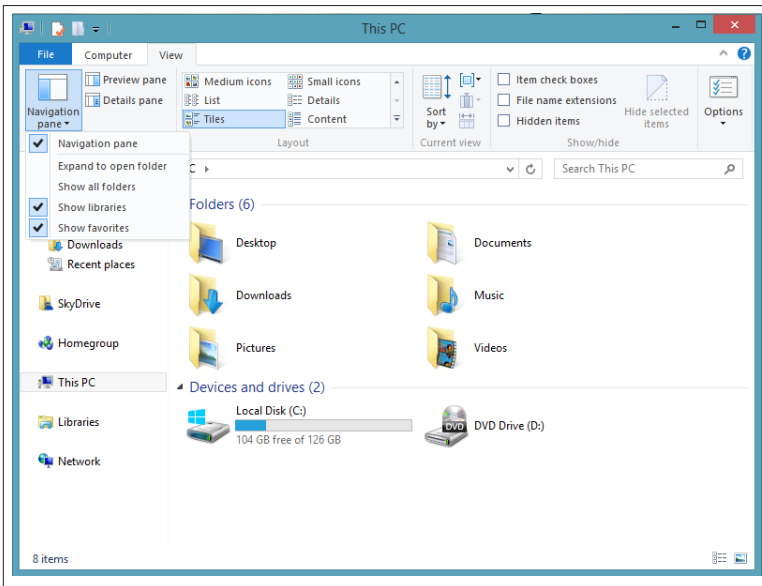 This PC
File Computer View
Navigation pane
Preview pane
Details pane
Medium icons Small icons
List Details
Tiles Content
Layout
Sort by
Current view
Item check boxes
File name extensions
Hidden items
Hide selected items
Show/hide
Options
Navigation pane
Expand to open folder
Show all folders
Show libraries
Show favorites
Search This PC
Downloads
Recent places
SkyDrive
Homegroup
This PC
Libraries
Network
Folders (6)
Desktop Documents
Downloads Music
Pictures Videos
Devices and drives (2)
Local Disk (C:)
104 GB free of 126 GB
DVD
DVD Drive (D:)
8 items